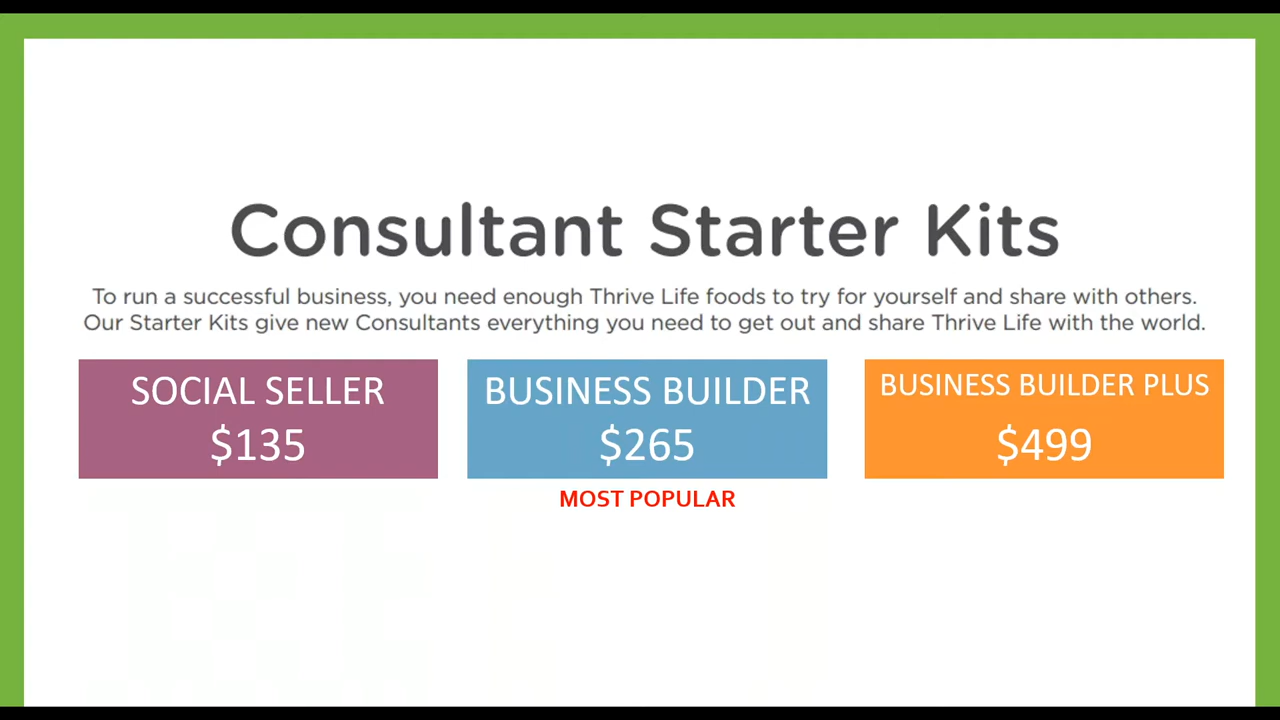 Consultant Starter Kits
To run a successful business, you need enough Thrive Life foods to try for yourself and share with others.
Our Starter Kits give new Consultants everything you need to get out and share Thrive Life with the world.
SOCIAL SELLER
$135
BUSINESS BUILDER
$265
MOST POPULAR
BUSINESS BUILDER PLUS
$499